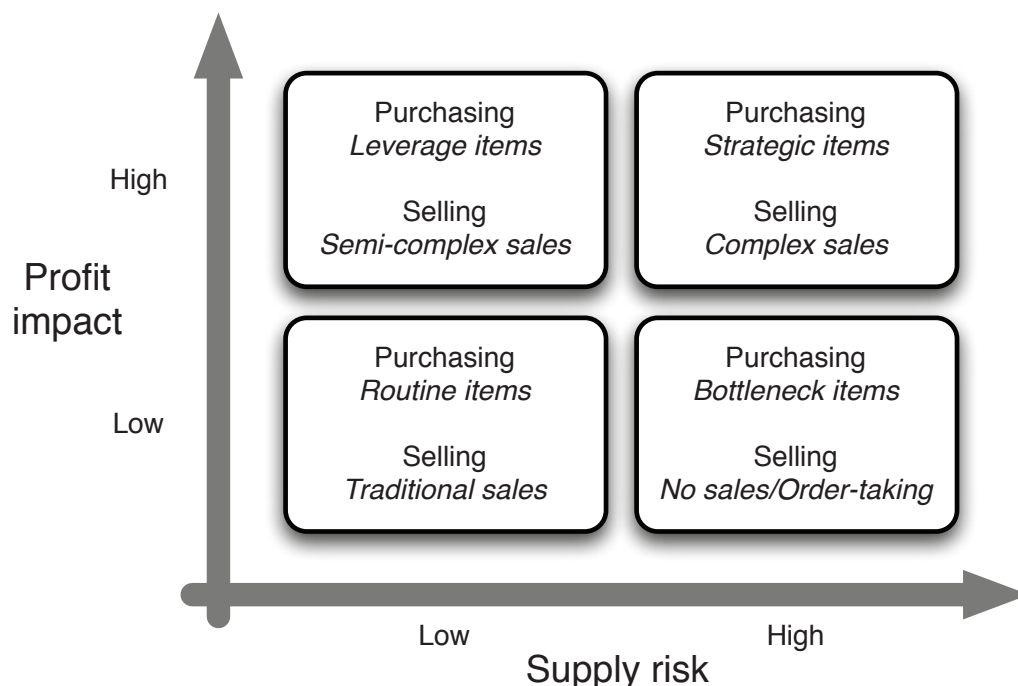 Purchasing
Leverage items
Selling
Semi-complex sales
Purchasing
Strategic items
Selling
Complex sales
High
Profit
impact
Purchasing
Routine items
Selling
Traditional sales
Purchasing
Bottleneck items
Selling
No sales/Order-taking
Low
Low
High
Supply risk